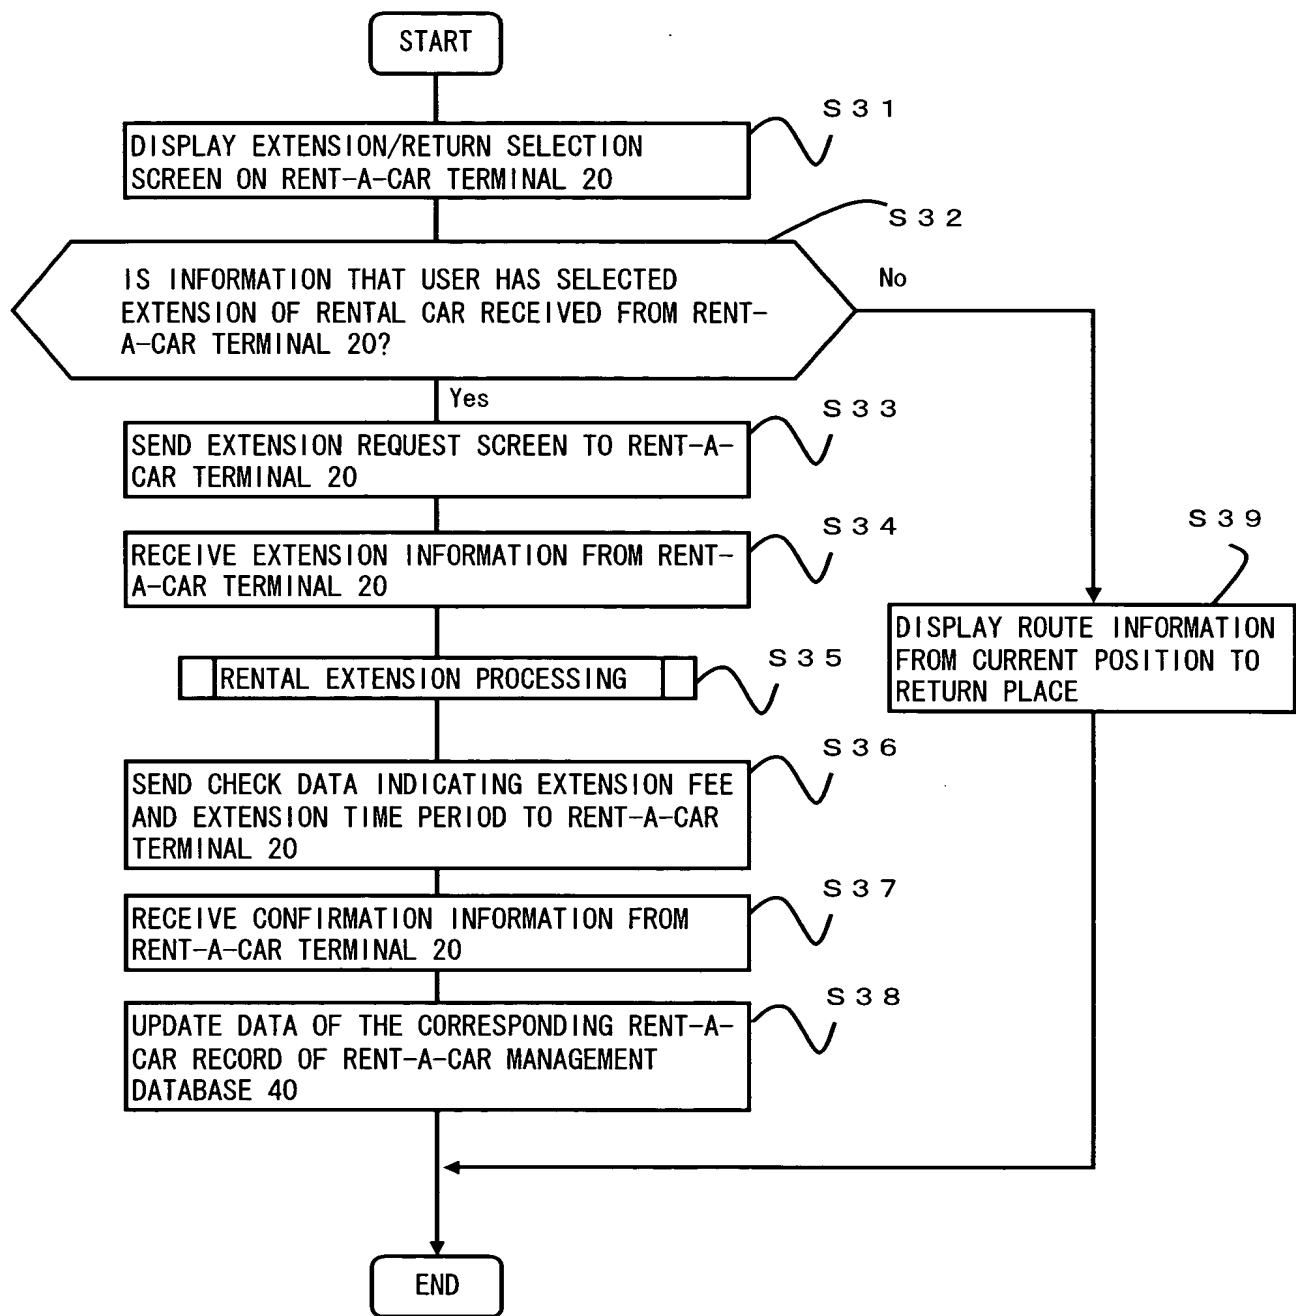 START
S31
DISPLAY EXTENSION/RETURN SELECTION
SCREEN ON RENT-A-CAR TERMINAL 20
S32
IS INFORMATION THAT USER HAS SELECTED
EXTENSION OF RENTAL CAR RECEIVED FROM RENT-
A-CAR TERMINAL 20?
No
Yes
S33
SEND EXTENSION REQUEST SCREEN TO RENT-A-
CAR TERMINAL 20
S34
RECEIVE EXTENSION INFORMATION FROM RENT-
A-CAR TERMINAL 20
S39
DISPLAY ROUTE INFORMATION
FROM CURRENT POSITION TO
RETURN PLACE
S35
RENTAL EXTENSION PROCESSING
S36
SEND CHECK DATA INDICATING EXTENSION FEE
AND EXTENSION TIME PERIOD TO RENT-A-CAR
TERMINAL 20
S37
RECEIVE CONFIRMATION INFORMATION FROM
RENT-A-CAR TERMINAL 20
S38
UPDATE DATA OF THE CORRESPONDING RENT-A-
CAR RECORD OF RENT-A-CAR MANAGEMENT
DATABASE 40
END